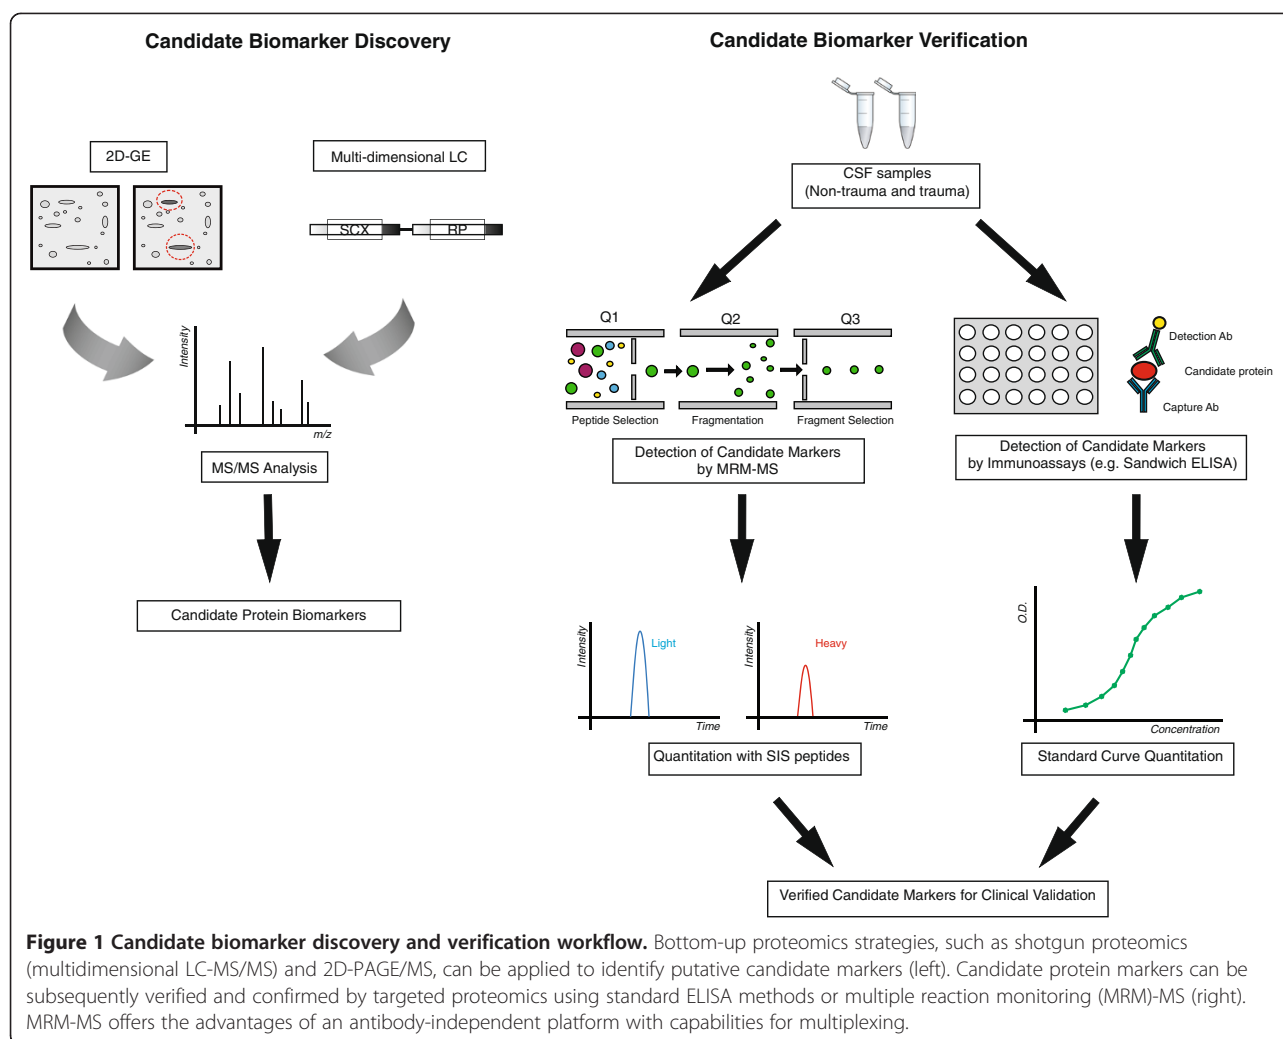 Candidate Biomarker Discovery
2D-GE
Multi-dimensional LC
SCX
RP
Intensity
m/z
MS/MS Analysis
Candidate Protein Biomarkers
Candidate Biomarker Verification
CSF samples
(Non-trauma and trauma)
Q1
Q2
Q3
Peptide Selection
Fragmentation
Fragment Selection
Detection of Candidate Markers
by MRM-MS
Detection Ab
Candidate protein
Capture Ab
Detection of Candidate Markers
by Immunoassays (e.g. Sandwich ELISA)
Intensity
Light
Time
Intensity
Heavy
Time
Quantitation with SIS peptides
O.D.
Concentration
Standard Curve Quantitation
Verified Candidate Markers for Clinical Validation
Figure 1 Candidate biomarker discovery and verification workflow. Bottom-up proteomics strategies, such as shotgun proteomics
(multidimensional LC-MS/MS) and 2D-PAGE/MS, can be applied to identify putative candidate markers (left). Candidate protein markers can be
subsequently verified and confirmed by targeted proteomics using standard ELISA methods or multiple reaction monitoring (MRM)-MS (right).
MRM-MS offers the advantages of an antibody-independent platform with capabilities for multiplexing.